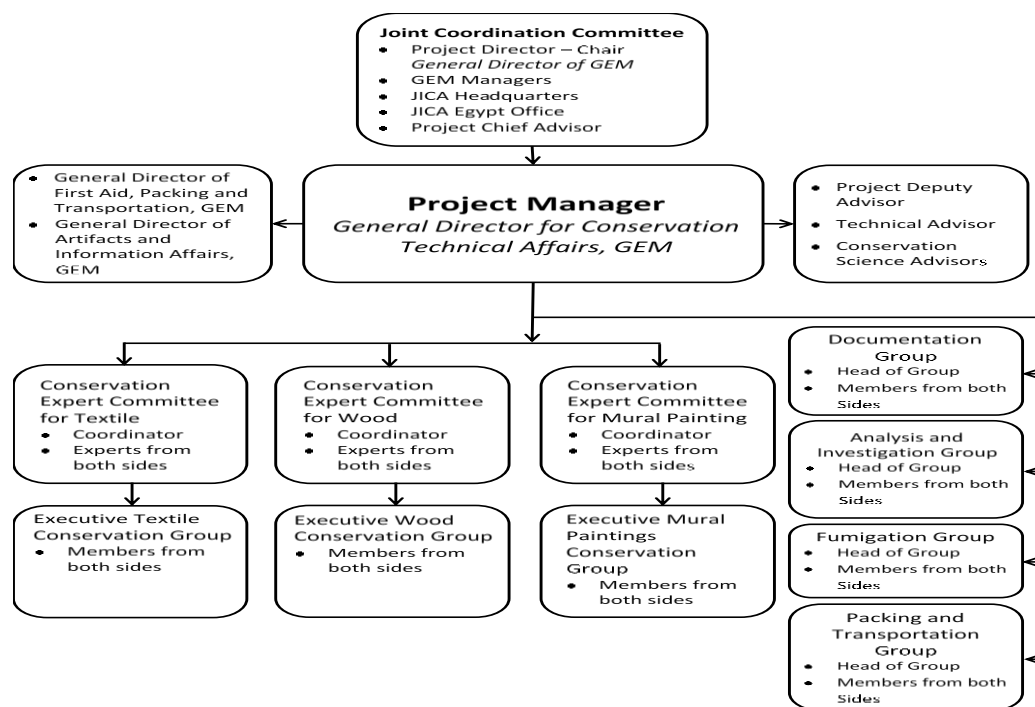 Joint Coordination Committee
• Project Director – Chair
General Director of GEM
• GEM Managers
• JICA Headquarters
• JICA Egypt Office
• Project Chief Advisor
• General Director of
First Aid, Packing and
Transportation, GEM
• General Director of
Artifacts and
Information Affairs,
GEM
Project Manager
General Director for Conservation
Technical Affairs, GEM
• Project Deputy
Advisor
• Technical Advisor
• Conservation
Science Advisors
Conservation
Expert Committee
for Textile
• Coordinator
• Experts from
both sides
Conservation
Expert Committee
for Wood
• Coordinator
• Experts from
both sides
Conservation
Expert Committee
for Mural Painting
• Coordinator
• Experts from
both sides
Executive Textile
Conservation Group
• Members from
both sides
Executive Wood
Conservation Group
• Members from
both sides
Executive Mural
Paintings
Conservation
Group
• Members from
both sides
Documentation
Group
• Head of Group
• Members from both
Sides
Analysis and
Investigation Group
• Head of Group
• Members from both
Sides
Fumigation Group
• Head of Group
• Members from both
Sides
Packing and
Transportation
Group
• Head of Group
• Members from both
Sides